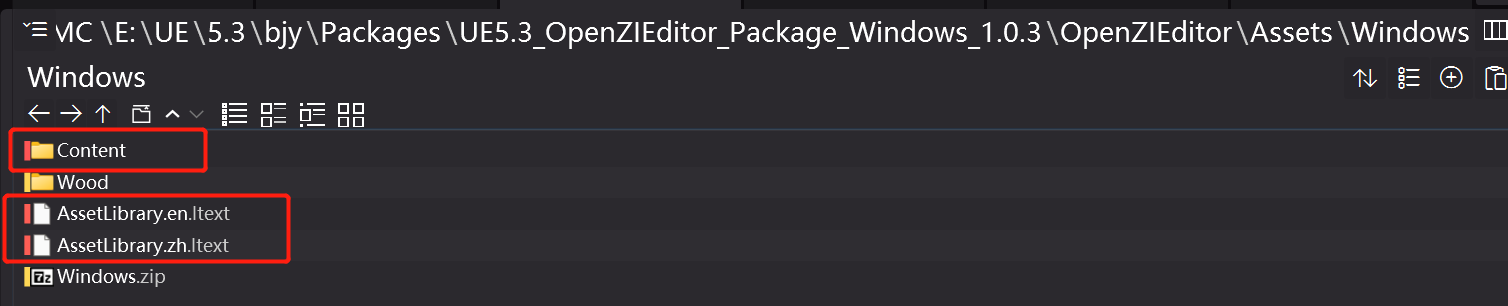 MC \E: \UE \5.3 \bjy \Packages \UE5.3_OpenZIEditor_Package_Windows_1.0.3 \OpenZIEditor \Assets \Windows
Windows
Content
Wood
AssetLibrary.en.ltext
AssetLibrary.zh.ltext
Windows.zip